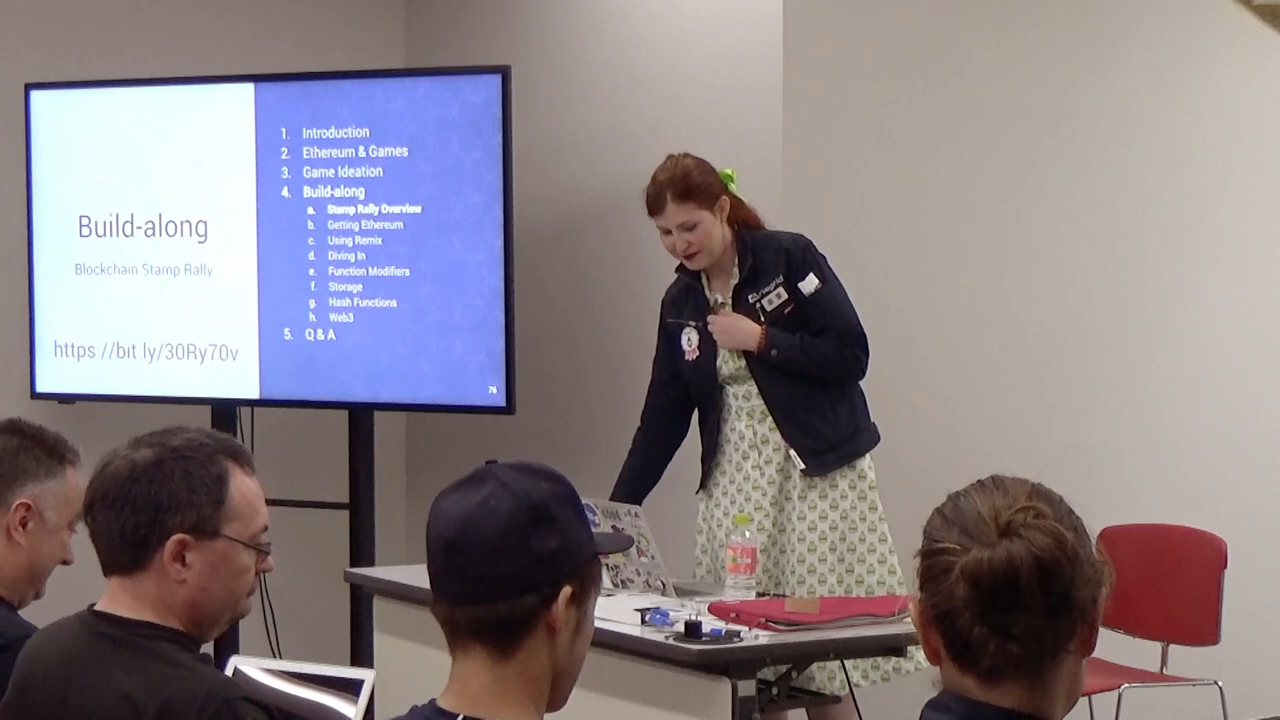 Build-along
Blockchain Stamp Rally
https //bit ly/30Ry70v
1. Introduction
2. Ethereum & Games
3. Game Ideation
4. Build-along
a. Stamp Rally Overview
b. Getting Ethereum
c. Using Remix
d. Diving In
e. Function Modifiers
f. Storage
g. Hash Functions
h. Web3
5. Q & A
76